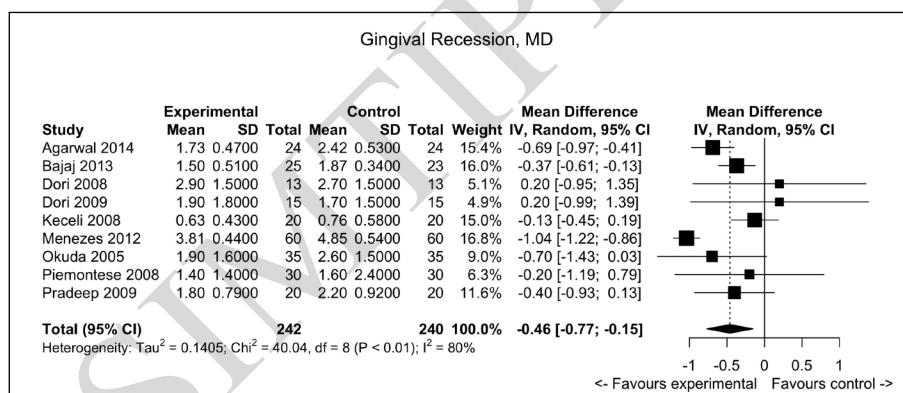 Gingival Recession, MD
Experimental Control Mean Difference Mean Difference
Study Mean SD Total Mean SD Total Weight IV, Random, 95% CI IV, Random, 95% CI
Agarwal 2014 1.73 0.4700 24 2.42 0.5300 24 15.4% -0.69 [-0.97; -0.41]
Bajaj 2013 1.50 0.5100 25 1.87 0.3400 23 16.0% -0.37 [-0.61; -0.13]
Dori 2008 2.90 1.5000 13 2.70 1.5000 13 5.1% 0.20 [-0.95; 1.35]
Dori 2009 1.90 1.8000 15 1.70 1.5000 15 4.9% 0.20 [-0.99; 1.39]
Keceli 2008 0.63 0.4300 20 0.76 0.5800 20 15.0% -0.13 [-0.45; 0.19]
Menezes 2012 3.81 0.4400 60 4.85 0.5400 60 16.8% -1.04 [-1.22; -0.86]
Okuda 2005 1.90 1.6000 35 2.60 1.5000 35 9.0% -0.70 [-1.43; 0.03]
Piemontese 2008 1.40 1.4000 30 1.60 2.4000 30 6.3% -0.20 [-1.19; 0.79]
Pradeep 2009 1.80 0.7900 20 2.20 0.9200 20 11.6% -0.40 [-0.93; 0.13]
Total (95% CI) 242 240 100.0% -0.46 [-0.77; -0.15]
Heterogeneity: Tau² = 0.1405; Chi² = 40.04, df = 8 (P < 0.01); I² = 80%
-1 -0.5 0 0.5 1
<- Favours experimental Favours control ->